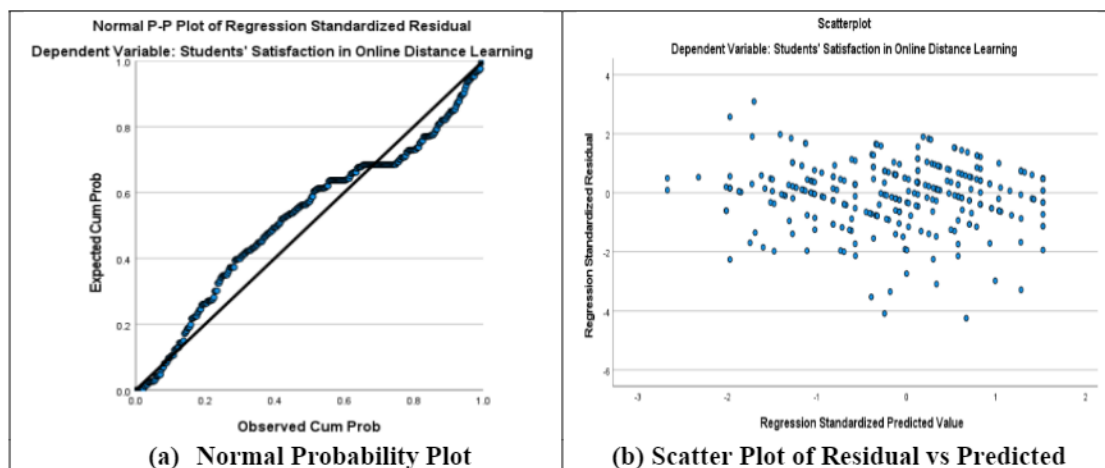 Normal P-P Plot of Regression Standardized Residual
Dependent Variable: Students' Satisfaction in Online Distance Learning
1.0
0.8
0.6
0.4
0.2
0.0
Expected Cum Prob
0.0 0.2 0.4 0.6 0.8 1.0
Observed Cum Prob
(a) Normal Probability Plot
Scatterplot
Dependent Variable: Students' Satisfaction in Online Distance Learning
4
2
0
-2
-4
-6
Regression Standardized Residual
-3 -2 -1 0 1 2
Regression Standardized Predicted Value
(b) Scatter Plot of Residual vs Predicted